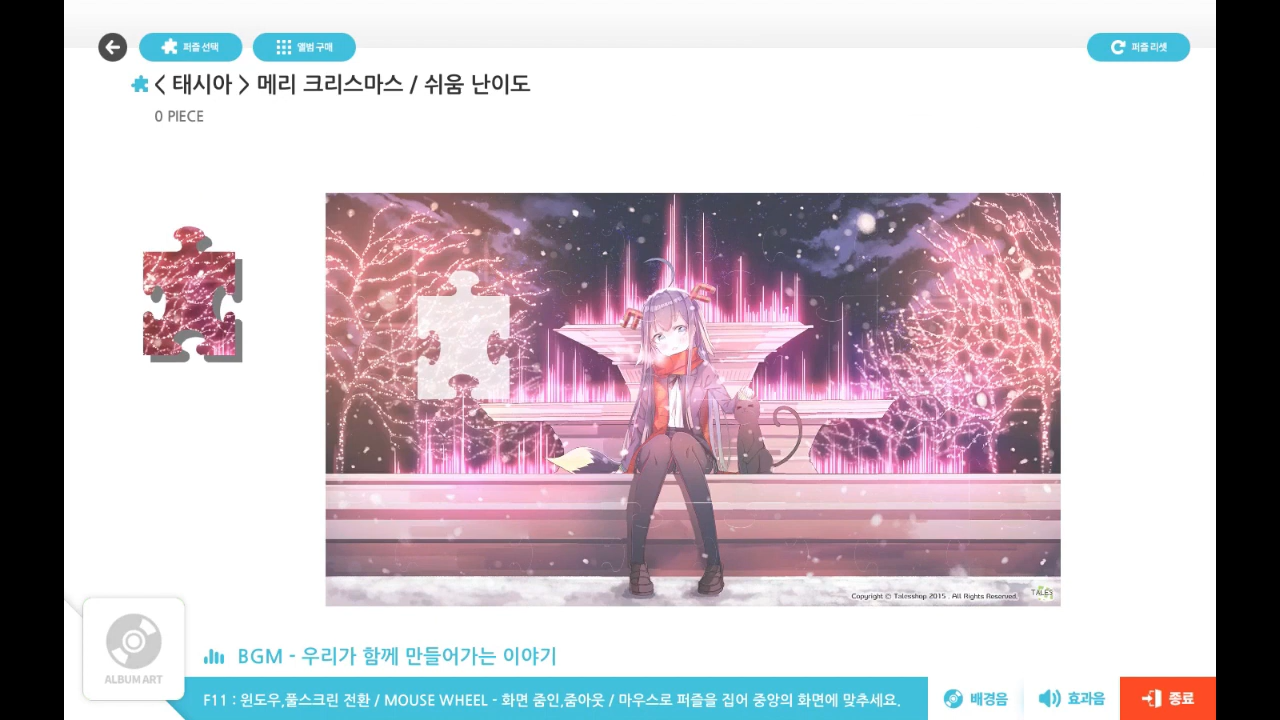 퍼즐 선택
앨범 구매
퍼즐 리셋
< 태시아 > 메리 크리스마스 / 쉬움 난이도
0 PIECE
Copyright © Talesshop 2015 . All Rights Reserved.
TALES
ALBUM ART
BGM - 우리가 함께 만들어가는 이야기
F11 : 윈도우,풀스크린 전환 / MOUSE WHEEL - 화면 줌인,줌아웃 / 마우스로 퍼즐을 집어 중앙의 화면에 맞추세요.
배경음
효과음
종료